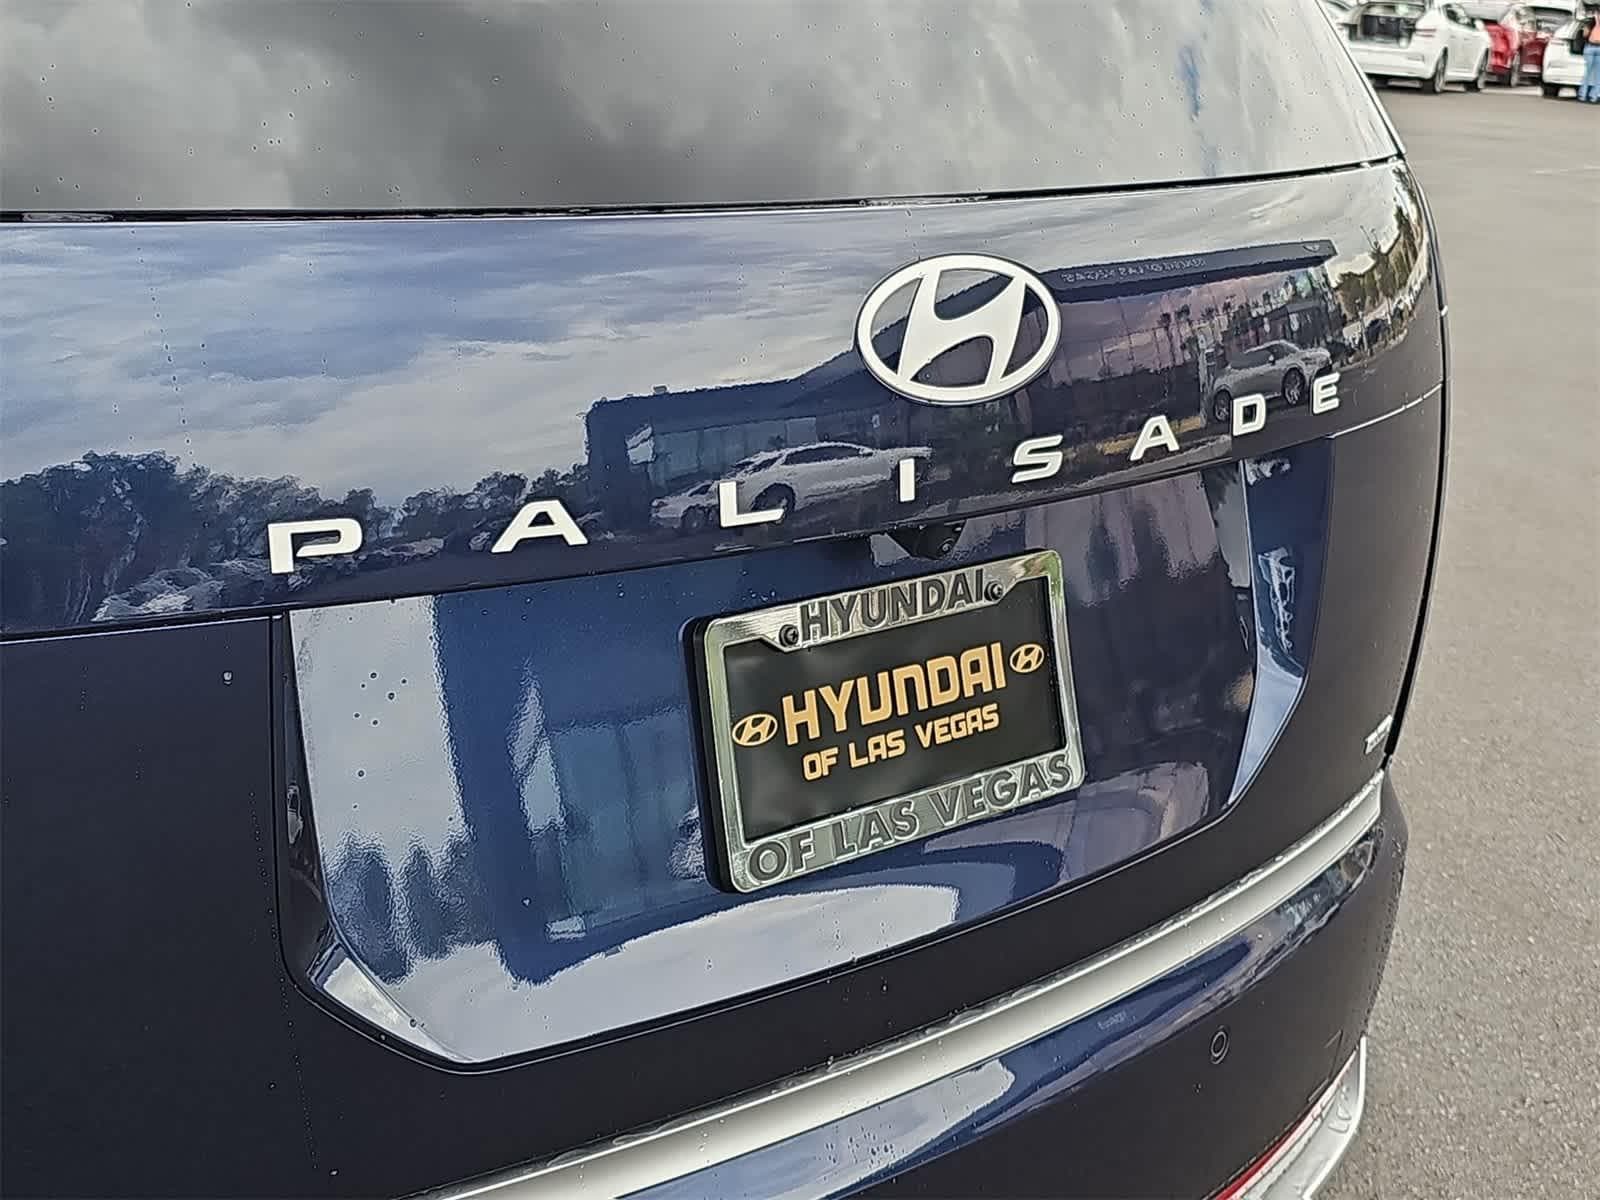 PALISADE
HYUNDAI
HYUNDAI
OF LAS VEGAS
OF LAS VEGAS